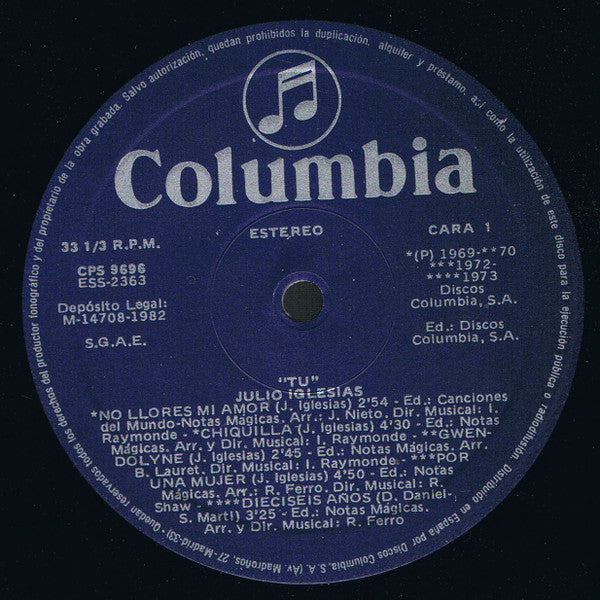 Quedan reservados todos los derechos del productor fonográfico y del propietario de la obra grabada. Salvo autorización, quedan prohibidos la duplicación, alquiler y préstamo, así como la utilización de este disco para la ejecución pública o radiodifusión. Distribuido en España por Discos Columbia, S.A. (Av Madroños, 27-Madrid-33)
Columbia
33 1/3 R.P.M.
ESTEREO
CARA 1
CPS 9696
ESS-2363
Depósito Legal:
M-14708-1982
S.G.A.E.
*(P) 1969-**70
***1972-
****1973
Discos
Columbia, S.A.
Ed.: Discos
Columbia, S.A.
"TU"
JULIO IGLESIAS
*NO LLORES MI AMOR (J. Iglesias) 2'54 - Ed.: Canciones
del Mundo-Notas Mágicas. Arr.: J. Nieto. Dir. Musical: I.
Raymonde - *CHIQUILLA (J. Iglesias) 4'30 - Ed.: Notas
Mágicas. Arr. y Dir. Musical: I. Raymonde - **GWEN-
DOLYNE (J. Iglesias) 2'45 - Ed.: Notas Mágicas. Arr.:
B. Lauret. Dir. Musical: I. Raymonde - ***POR
UNA MUJER (J. Iglesias) 4'50 - Ed.: Notas
Mágicas. Arr.: R. Ferro. Dir. Musical: R.
Shaw - ****DIECISEIS AÑOS (D. Daniel-
S. Martí) 3'25 - Ed.: Notas Mágicas.
Arr. y Dir. Musical: R. Ferro